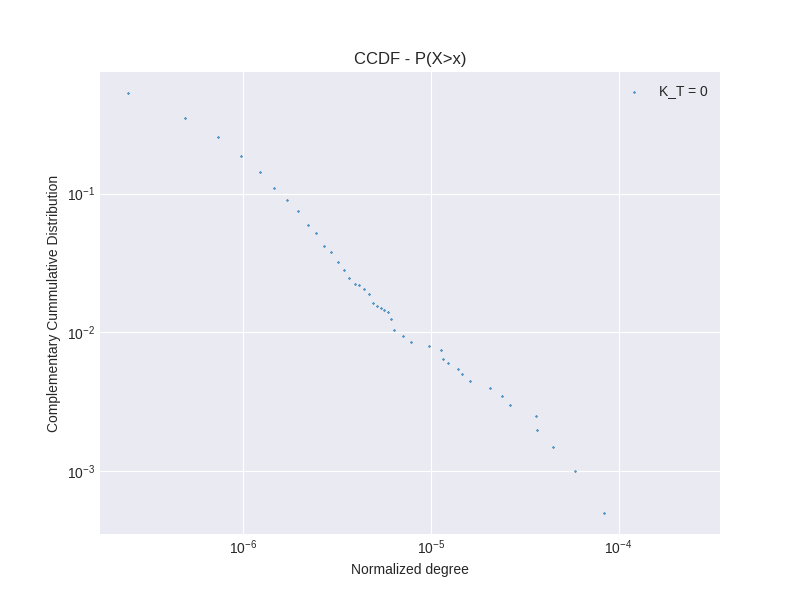 CCDF - P(X>x)
K_T = 0
Complementary Cummulative Distribution
10⁻¹
10⁻²
10⁻³
10⁻⁶
10⁻⁵
10⁻⁴
Normalized degree